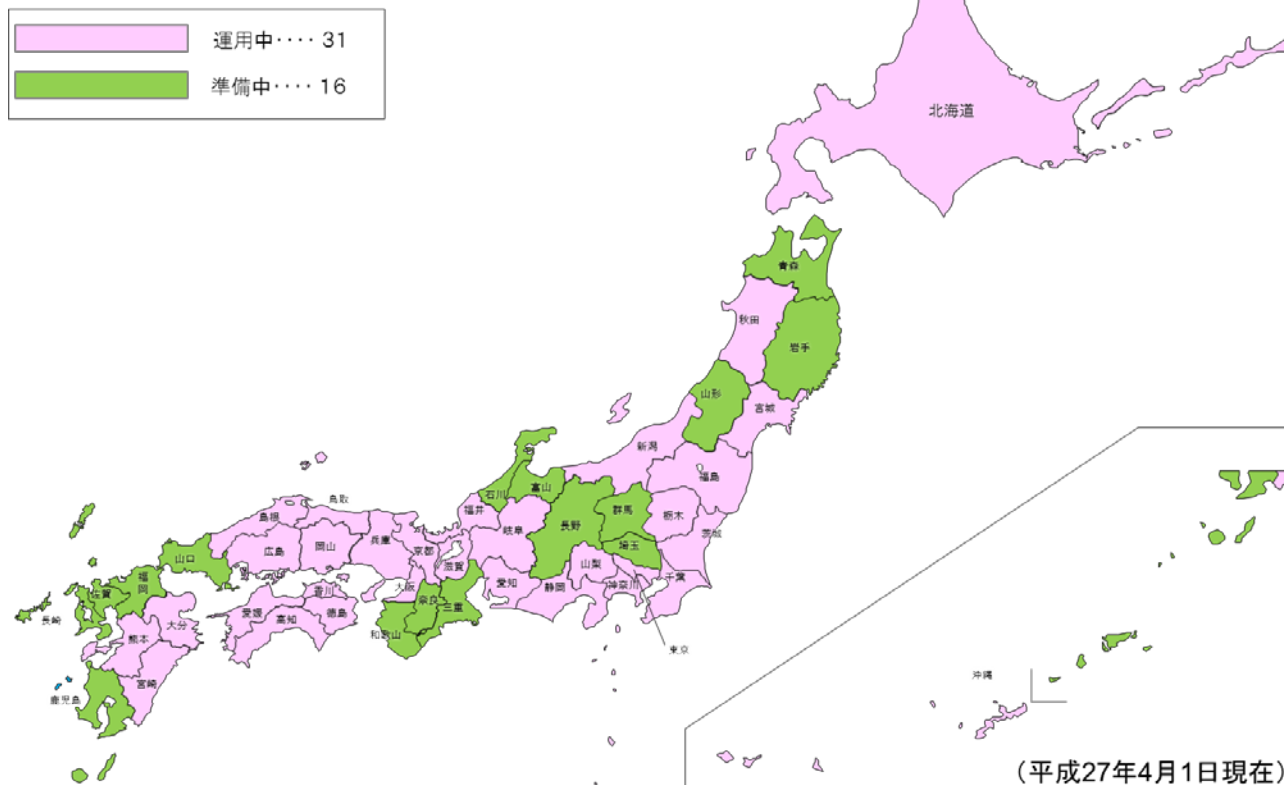 運用中････ 31
準備中････ 16
北海道
青森
秋田
岩手
山形
宮城
新潟
福島
石川
富山
群馬
栃木
茨城
福井
岐阜
長野
埼玉
鳥取
島根
岡山
兵庫
京都
滋賀
山梨
千葉
広島
山口
愛知
静岡
神奈川
東京
大阪
奈良
三重
和歌山
香川
徳島
愛媛
高知
福岡
佐賀
長崎
大分
熊本
宮崎
鹿児島
沖縄
（平成27年4月1日現在）